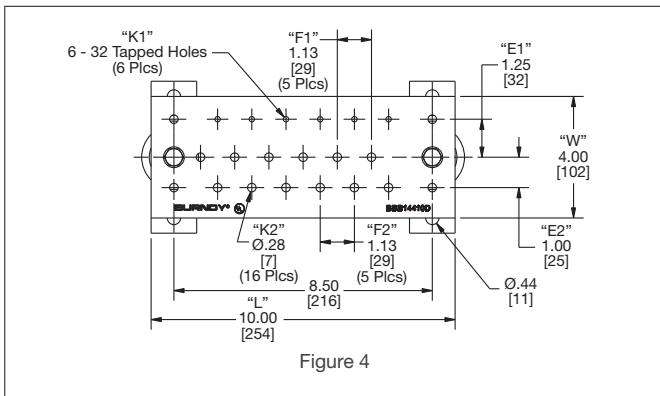 "K1"
6 - 32 Tapped Holes
(6 Plcs)
"F1"
1.13
[29]
(5 Plcs)
"E1"
1.25
[32]
"W"
4.00
[102]
BURNDY® UL
BBB14410D
"K2"
Ø.28
[7]
(16 Plcs)
"F2"
1.13
[29]
(5 Plcs)
"E2"
1.00
[25]
8.50
[216]
Ø.44
[11]
"L"
10.00
[254]
Figure 4